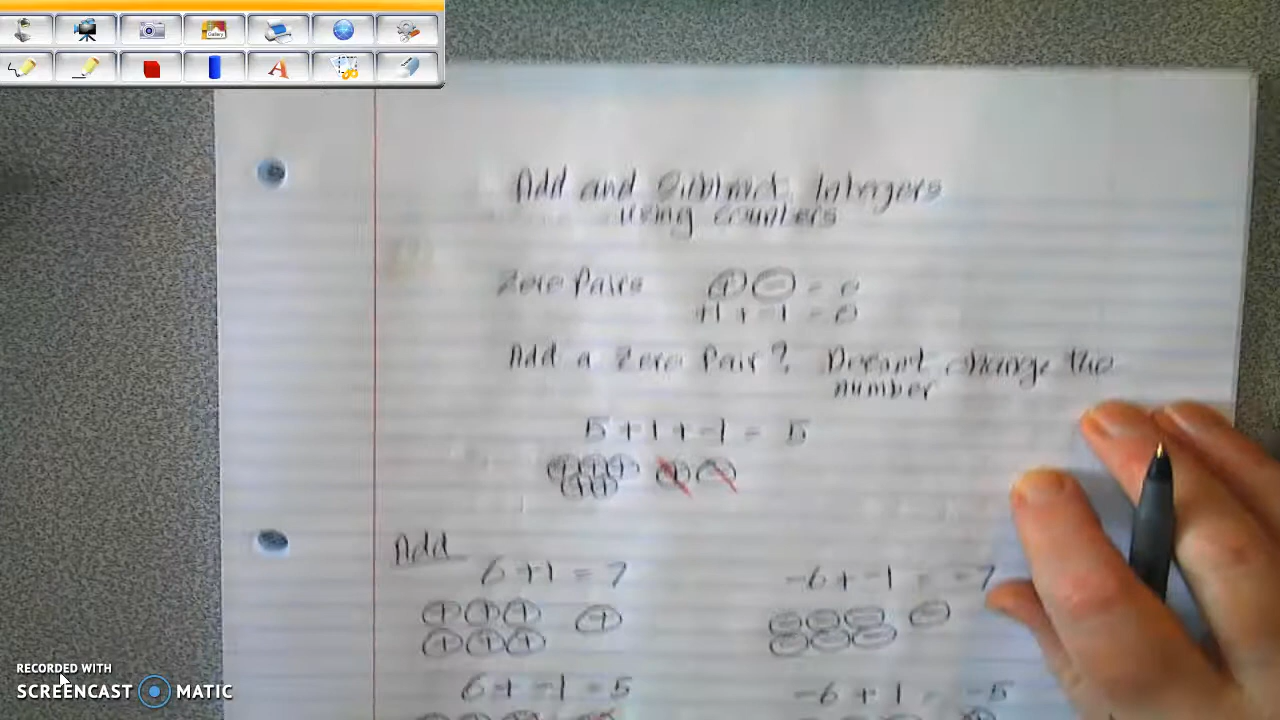 Add and Subtract Integers
using counters
Zero Pairs + - = 0
+1 + -1 = 0
Add a Zero Pair? Doesn't change the
number
5 + 1 + -1 = 5
+ + + + -
+ +
Add
6 + 1 = 7
-6 + -1 = -7
+ + + +
+ + +
- - - -
- - -
6 + -1 = 5
-6 + 1 = -5
RECORDED WITH
SCREENCAST MATIC